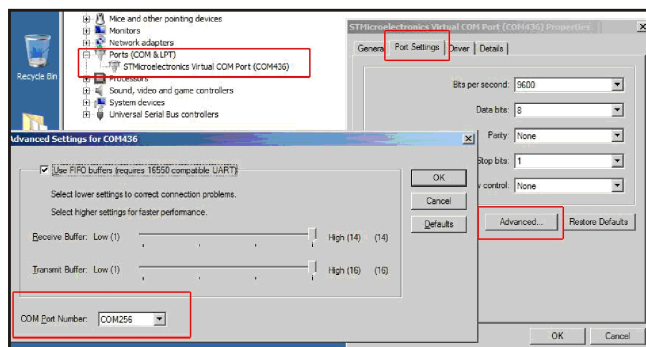 Recycle Bin
Mice and other pointing devices
Monitors
Network adapters
Ports (COM & LPT)
STMicroelectronics Virtual COM Port (COM436)
Processors
Sound, video and game controllers
System devices
Universal Serial Bus controllers
STMicroelectronics Virtual COM Port (COM436) Properties
General
Port Settings
Driver
Details
Bits per second: 9600
Data bits: 8
Parity: None
Stop bits: 1
control: None
Advanced...
Restore Defaults
OK
Cancel
Advanced Settings for COM436
Use FIFO buffers (requires 16550 compatible UART)
Select lower settings to correct connection problems.
Select higher settings for faster performance.
Receive Buffer: Low (1) High (14) (14)
Transmit Buffer: Low (1) High (16) (16)
COM Port Number: COM256
OK
Cancel
Defaults